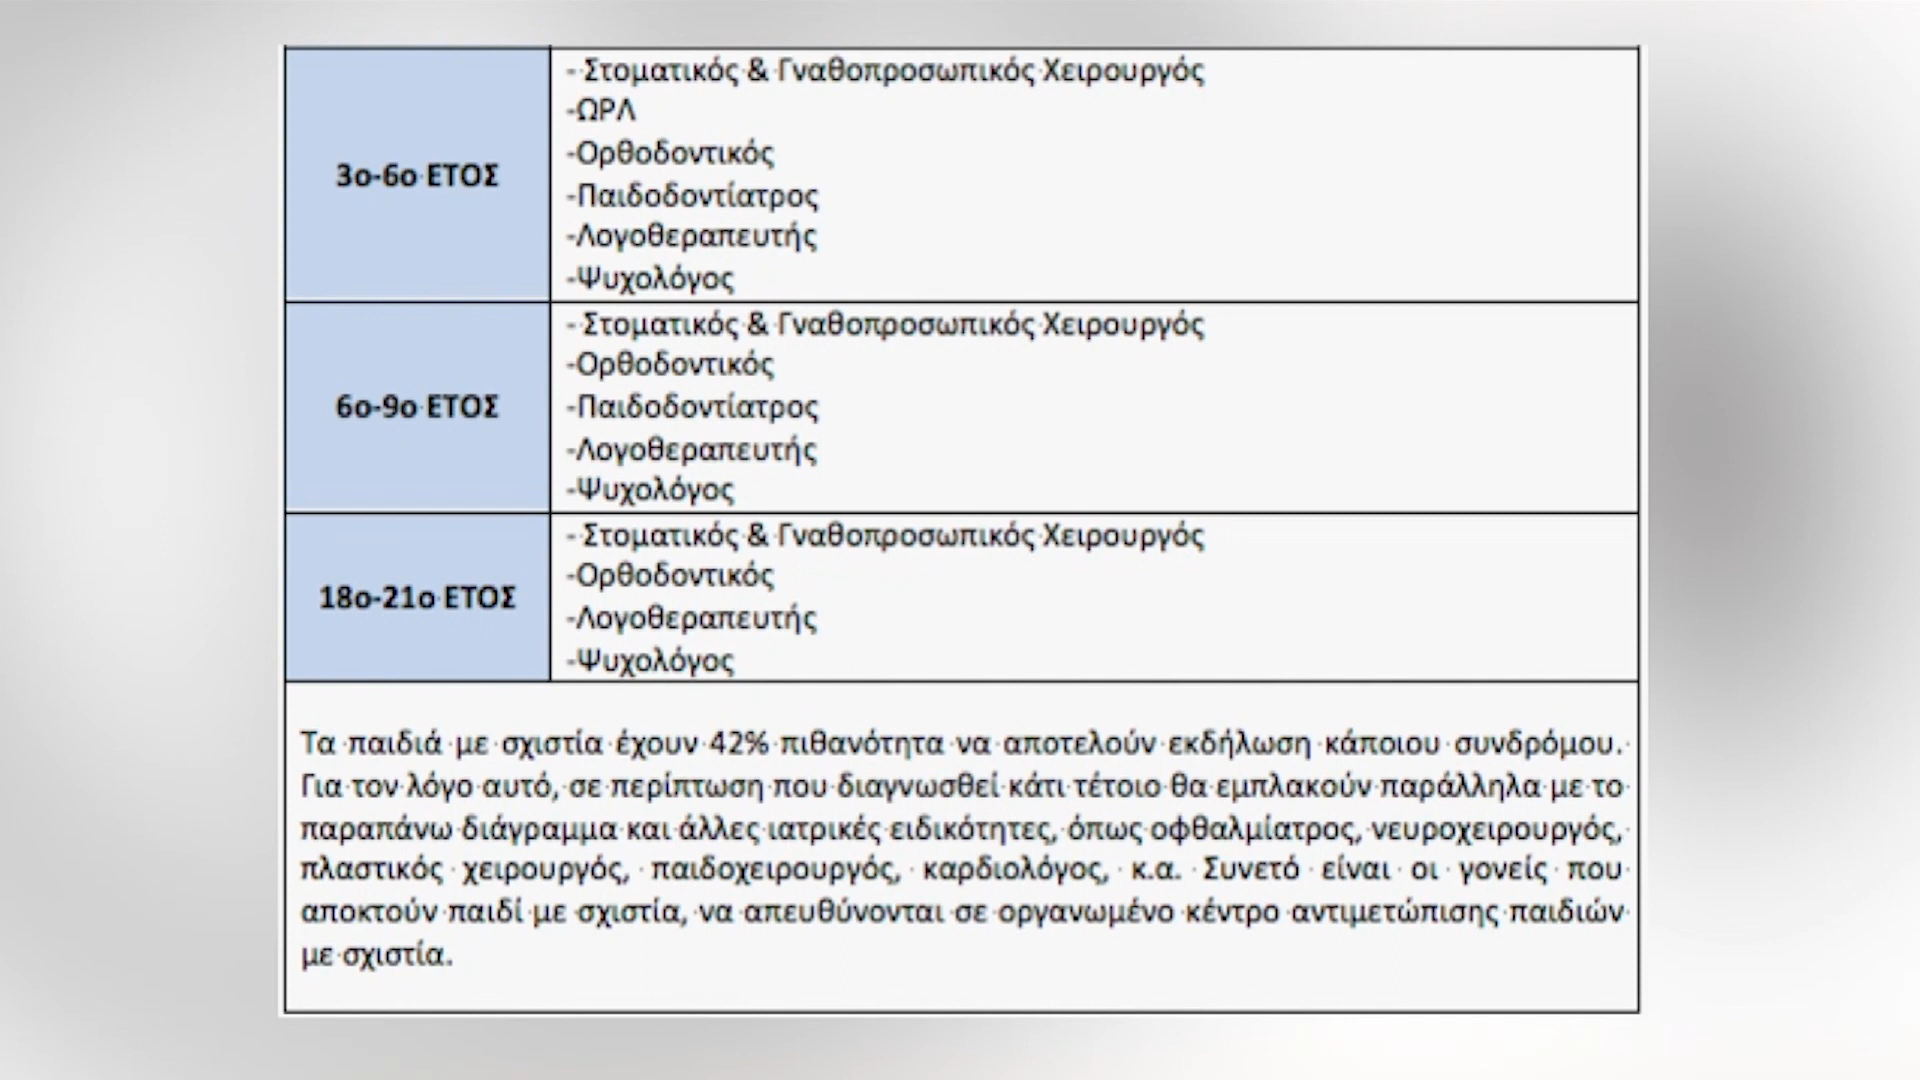 3ο-6ο ΕΤΟΣ
- Στοματικός & Γναθοπροσωπικός Χειρουργός
-ΩΡΛ
-Ορθοδοντικός
-Παιδοδοντίατρος
-Λογοθεραπευτής
-Ψυχολόγος
6ο-9ο ΕΤΟΣ
- Στοματικός & Γναθοπροσωπικός Χειρουργός
-Ορθοδοντικός
-Παιδοδοντίατρος
-Λογοθεραπευτής
-Ψυχολόγος
18ο-21ο ΕΤΟΣ
- Στοματικός & Γναθοπροσωπικός Χειρουργός
-Ορθοδοντικός
-Λογοθεραπευτής
-Ψυχολόγος
Τα παιδιά με σχιστία έχουν 42% πιθανότητα να αποτελούν εκδήλωση κάποιου συνδρόμου.
Για τον λόγο αυτό, σε περίπτωση που διαγνωσθεί κάτι τέτοιο θα εμπλακούν παράλληλα με το
παραπάνω διάγραμμα και άλλες ιατρικές ειδικότητες, όπως οφθαλμίατρος, νευροχειρουργός,
πλαστικός χειρουργός, παιδοχειρουργός, καρδιολόγος, κ.α. Συνετό είναι οι γονείς που
αποκτούν παιδί με σχιστία, να απευθύνονται σε οργανωμένο κέντρο αντιμετώπισης παιδιών
με σχιστία.